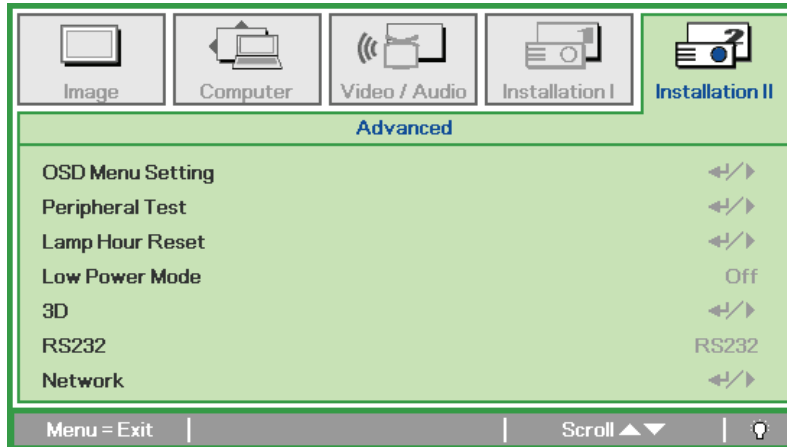 Image Computer Video / Audio Installation I Installation II
Advanced
OSD Menu Setting
Peripheral Test
Lamp Hour Reset
Low Power Mode Off
3D
RS232 RS232
Network
Menu = Exit Scroll ▲▼